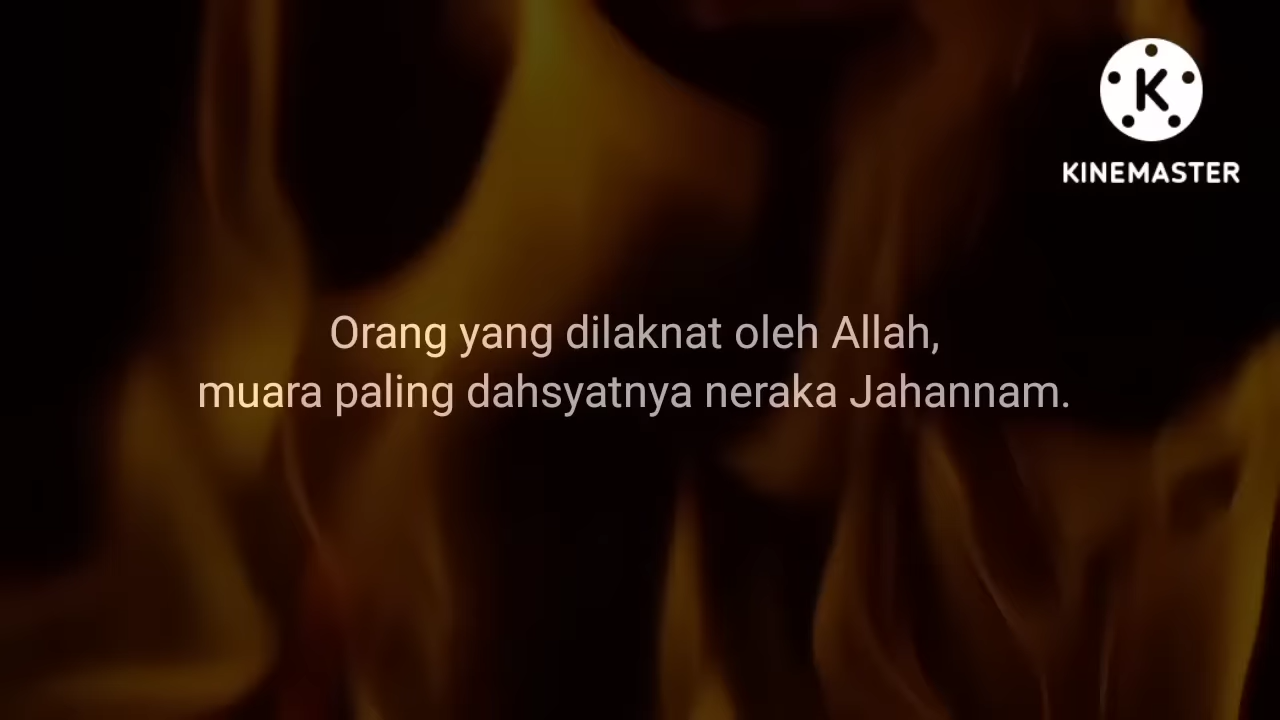 K
KINEMASTER
Orang yang dilaknat oleh Allah,
muara paling dahsyatnya neraka Jahannam.